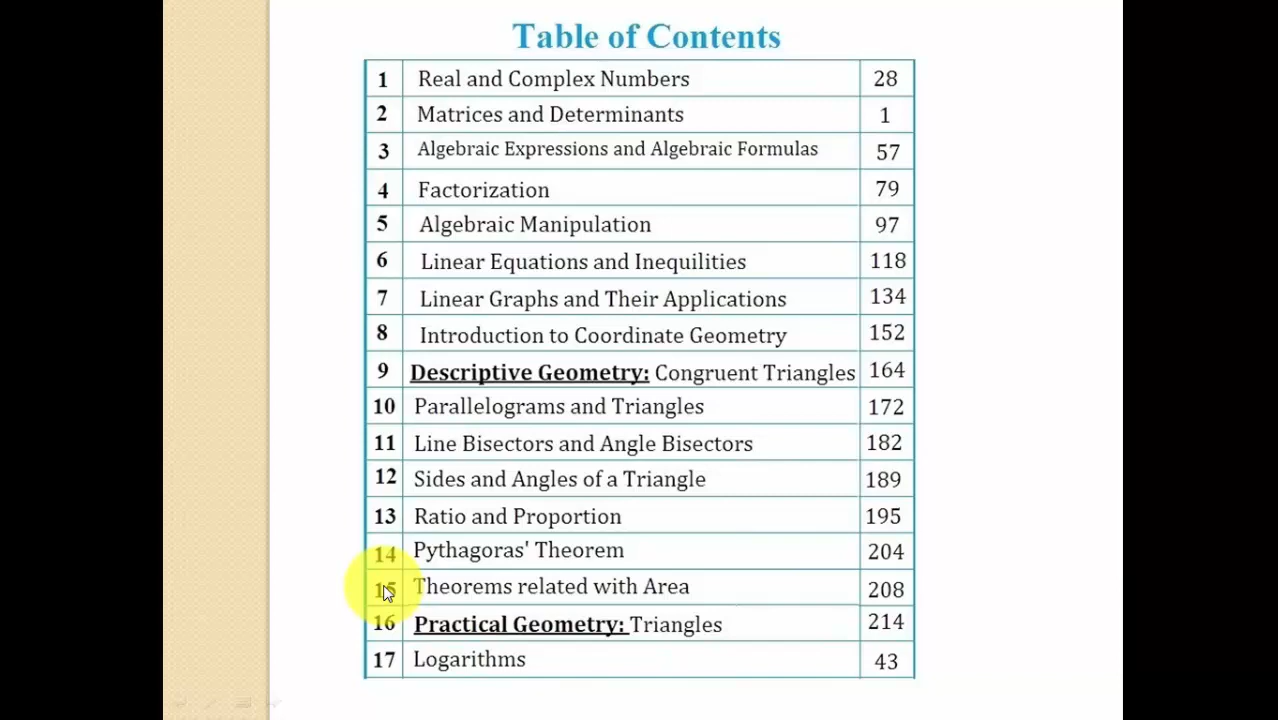 Table of Contents
1 Real and Complex Numbers 28
2 Matrices and Determinants 1
3 Algebraic Expressions and Algebraic Formulas 57
4 Factorization 79
5 Algebraic Manipulation 97
6 Linear Equations and Inequilities 118
7 Linear Graphs and Their Applications 134
8 Introduction to Coordinate Geometry 152
9 Descriptive Geometry: Congruent Triangles 164
10 Parallelograms and Triangles 172
11 Line Bisectors and Angle Bisectors 182
12 Sides and Angles of a Triangle 189
13 Ratio and Proportion 195
14 Pythagoras' Theorem 204
15 Theorems related with Area 208
16 Practical Geometry: Triangles 214
17 Logarithms 43